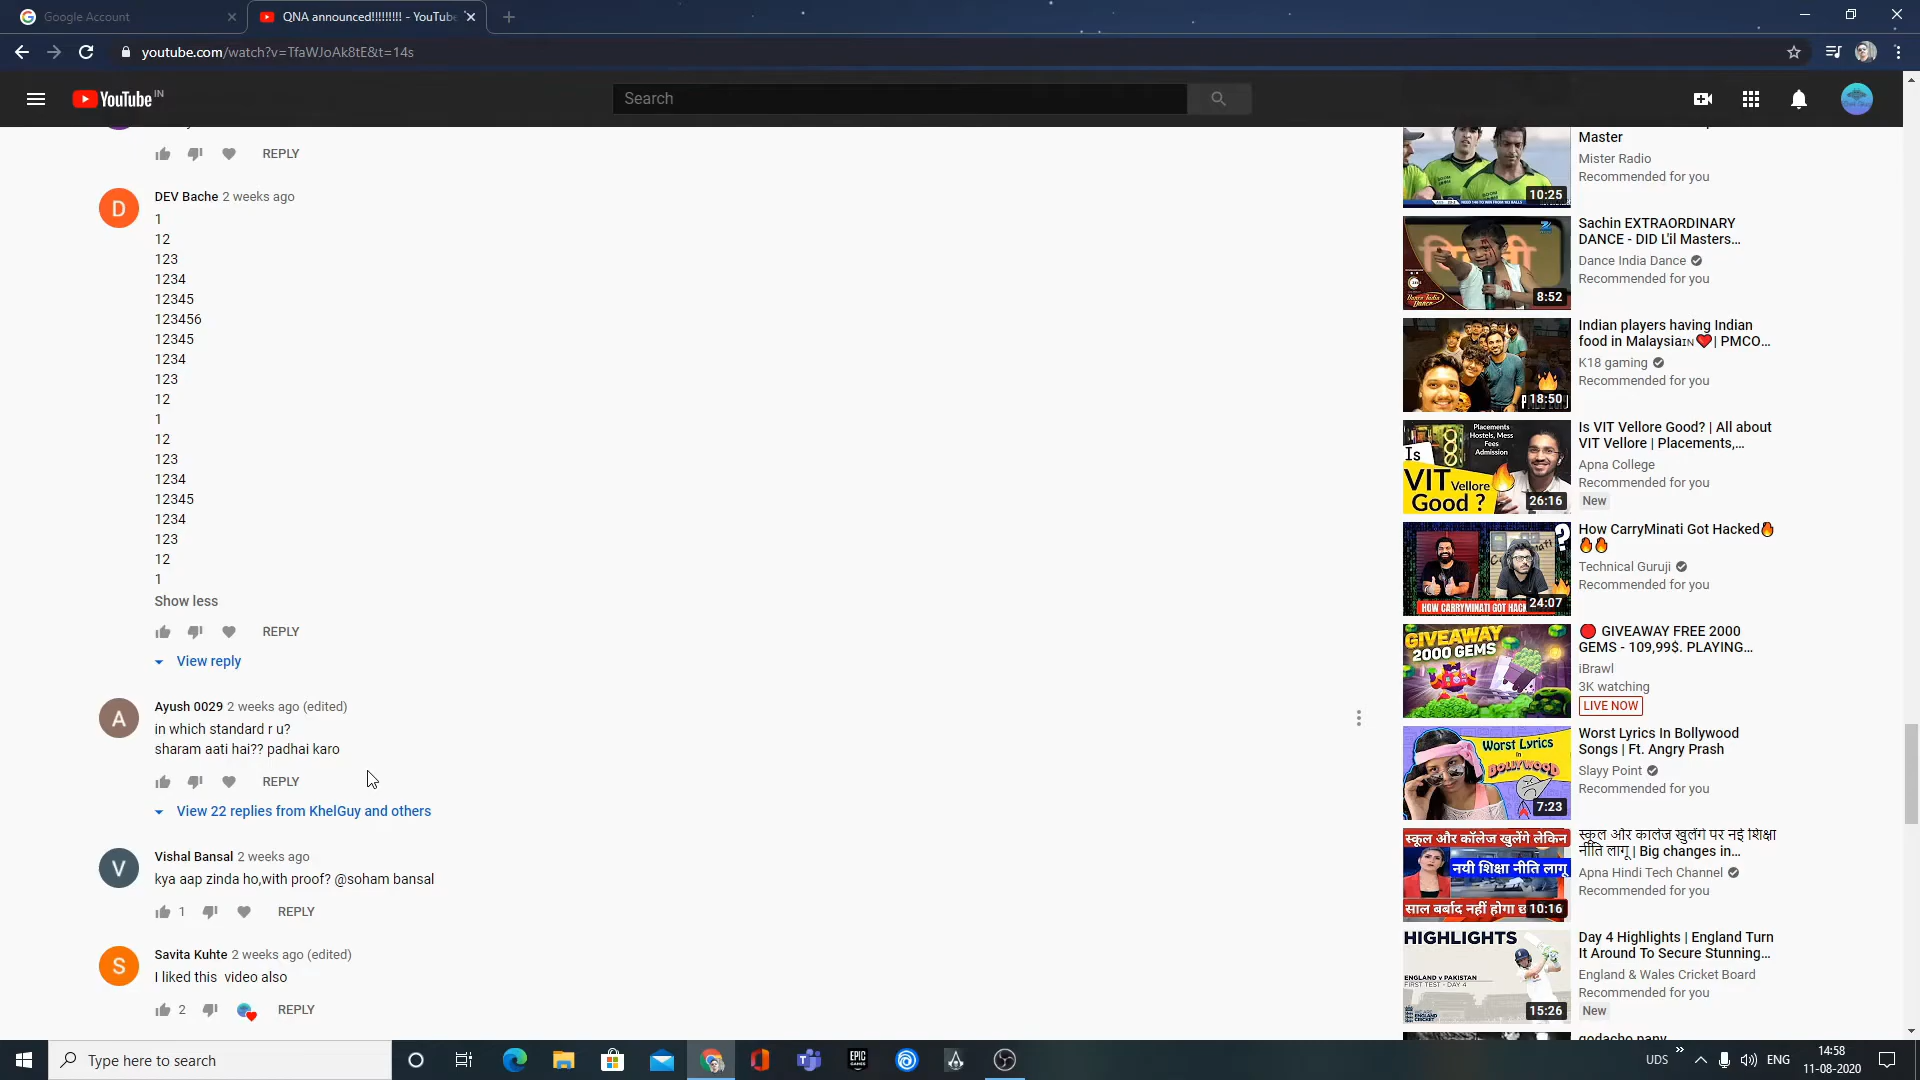 Google Account
QNA announced!!!!!!!!! - YouTube
youtube.com/watch?v=TfaWJoAk8tE&t=14s
YouTube IN
Search
REPLY
DEV Bache 2 weeks ago
1
12
123
1234
12345
123456
12345
1234
123
12
1
12
123
1234
12345
1234
123
12
1
Show less
REPLY
View reply
Ayush 0029 2 weeks ago (edited)
in which standard r u?
sharam aati hai?? padhai karo
REPLY
View 22 replies from KhelGuy and others
Vishal Bansal 2 weeks ago
kya aap zinda ho,with proof? @soham bansal
1 REPLY
Savita Kuhte 2 weeks ago (edited)
I liked this video also
2 REPLY
Master
Mister Radio
Recommended for you
10:25
Sachin EXTRAORDINARY
DANCE - DID L'il Masters...
Dance India Dance
Recommended for you
8:52
Indian players having Indian
food in Malaysia🇮🇳❤️| PMCO...
K18 gaming
Recommended for you
18:50
Is VIT Vellore Good? | All about
VIT Vellore | Placements,...
Apna College
Recommended for you
New
Placements
Hostels, Mess
Fees
Admission
Is
VIT Vellore
Good ?
26:16
How CarryMinati Got Hacked🔥
🔥🔥
Technical Guruji
Recommended for you
HOW CARRYMINATI GOT HAC
24:07
🔴 GIVEAWAY FREE 2000
GEMS - 109,99$. PLAYING...
iBrawl
3K watching
LIVE NOW
GIVEAWAY
2000 GEMS
Worst Lyrics In Bollywood
Songs | Ft. Angry Prash
Slayy Point
Recommended for you
WORST LYRICS
in
BOLLYWOOD
7:23
स्कूल और कालेज खुलेंगे पर नई शिक्षा
नीति लागू | Big changes in...
Apna Hindi Tech Channel
Recommended for you
स्कूल और कॉलेज खुलेंगे लेकिन
नयी शिक्षा नीति लागू
साल बर्बाद नहीं होगा
10:16
Day 4 Highlights | England Turn
It Around To Secure Stunning...
England & Wales Cricket Board
Recommended for you
New
HIGHLIGHTS
ENGLAND V PAKISTAN
FIRST TEST - DAY 4
15:26
Type here to search
UDS
ENG
14:58
11-08-2020